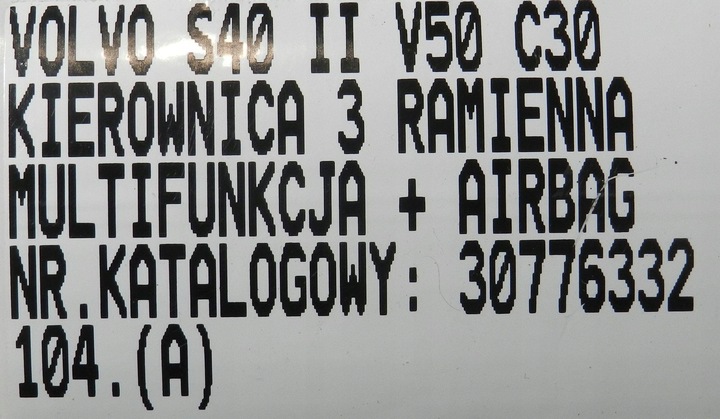 VOLVO S40 II V50 C30
KIEROWNICA 3 RAMIENNA
MULTIFUNKCJA + AIRBAG
NR.KATALOGOWY: 30776332
104.(A)